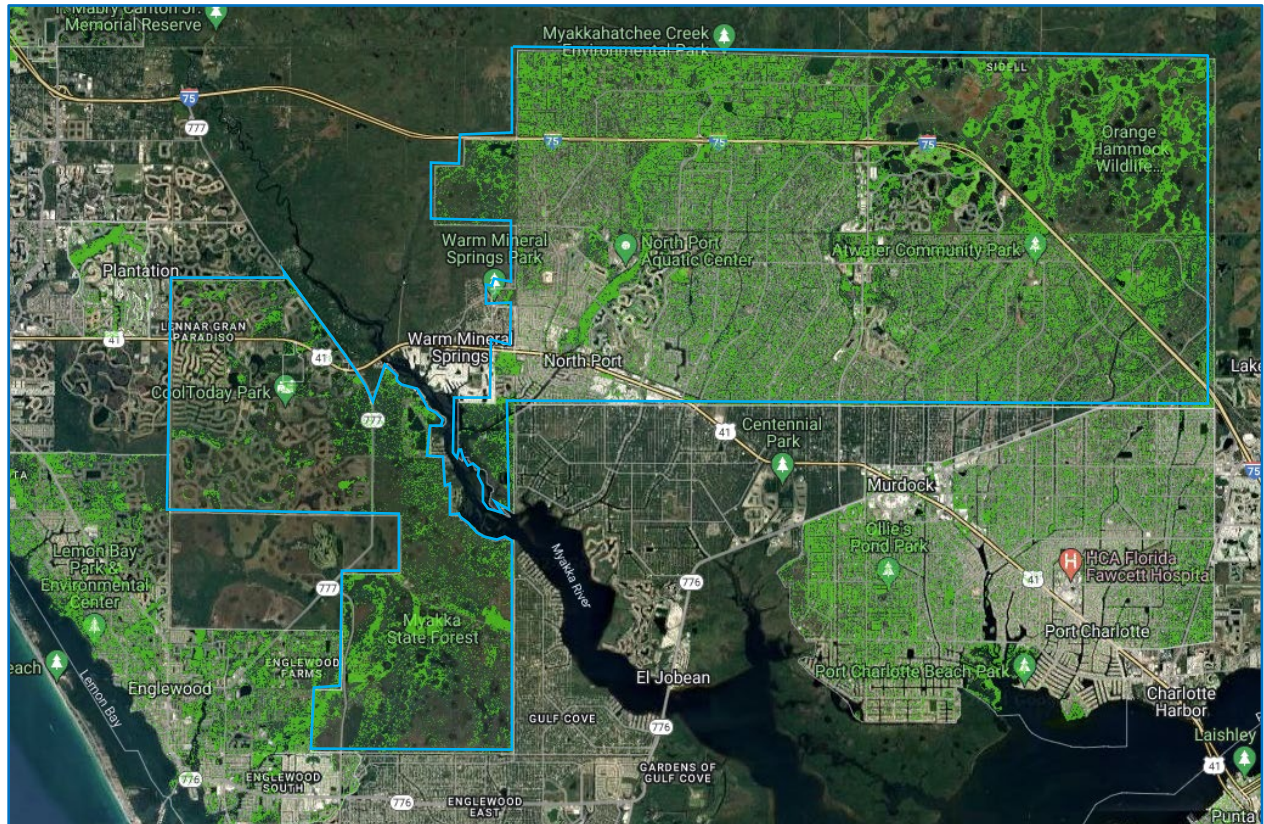 T. Mabry Carlton Jr.
Memorial Reserve
Myakkahatchee Creek
Environmental Park
SIDELL
75
777
75
75
75
Orange
Hammock
Wildlife...
Warm Mineral
Springs Park
North Port
Aquatic Center
Atwater Community Park
Plantation
LENNAR GRAN
PARADISO
41
41
Warm Mineral
Springs
North Port
Lake
CoolToday Park
777
41
Centennial
Park
75
TA
Murdock
Ollie's
Pond Park
Lemon Bay
Park &
Environmental
Center
Myakka River
776
HCA Florida
Fawcett Hospital
41
777
Myakka
State Forest
Port Charlotte
each
ENGLEWOOD
FARMS
Port Charlotte Beach Park
Englewood
El Jobean
Lemon Bay
Charlotte
Harbor
GULF COVE
776
Laishley
41
776
ENGLEWOOD
SOUTH
GARDENS OF
GULF COVE
776
ENGLEWOOD
EAST
Punta